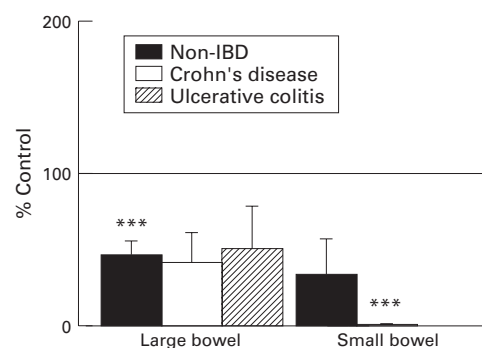 200
Non-IBD
Crohn's disease
Ulcerative colitis
% Control
100
***
***
0
Large bowel
Small bowel